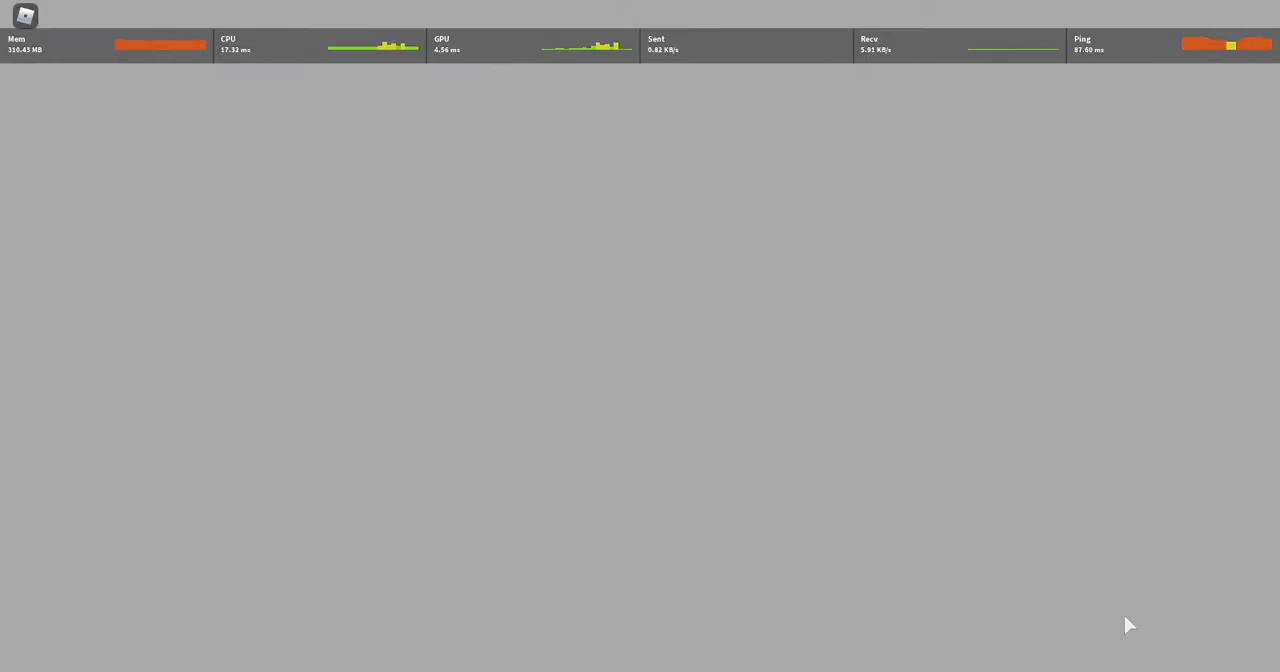 Mem
310.43 MB
CPU
17.32 ms
GPU
4.56 ms
Sent
0.82 KB/s
Recv
5.91 KB/s
Ping
87.60 ms